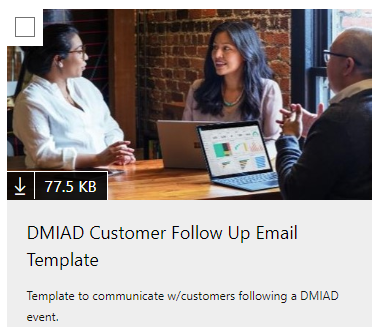 77.5 KB
DMIAD Customer Follow Up Email
Template
Template to communicate w/customers following a DMIAD
event.